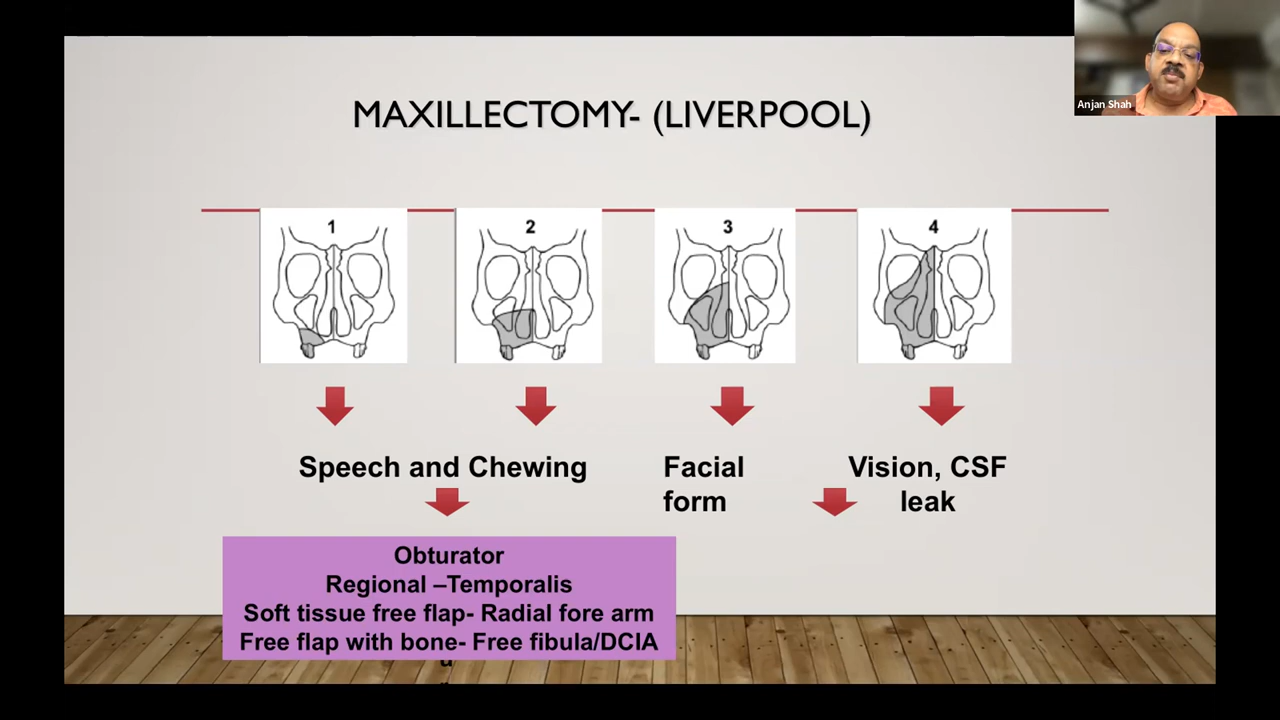 Anjan Shah
MAXILLECTOMY- (LIVERPOOL)
1
2
3
4
Speech and Chewing
Facial
form
Vision, CSF
leak
Obturator
Regional –Temporalis
Soft tissue free flap- Radial fore arm
Free flap with bone- Free fibula/DCIA